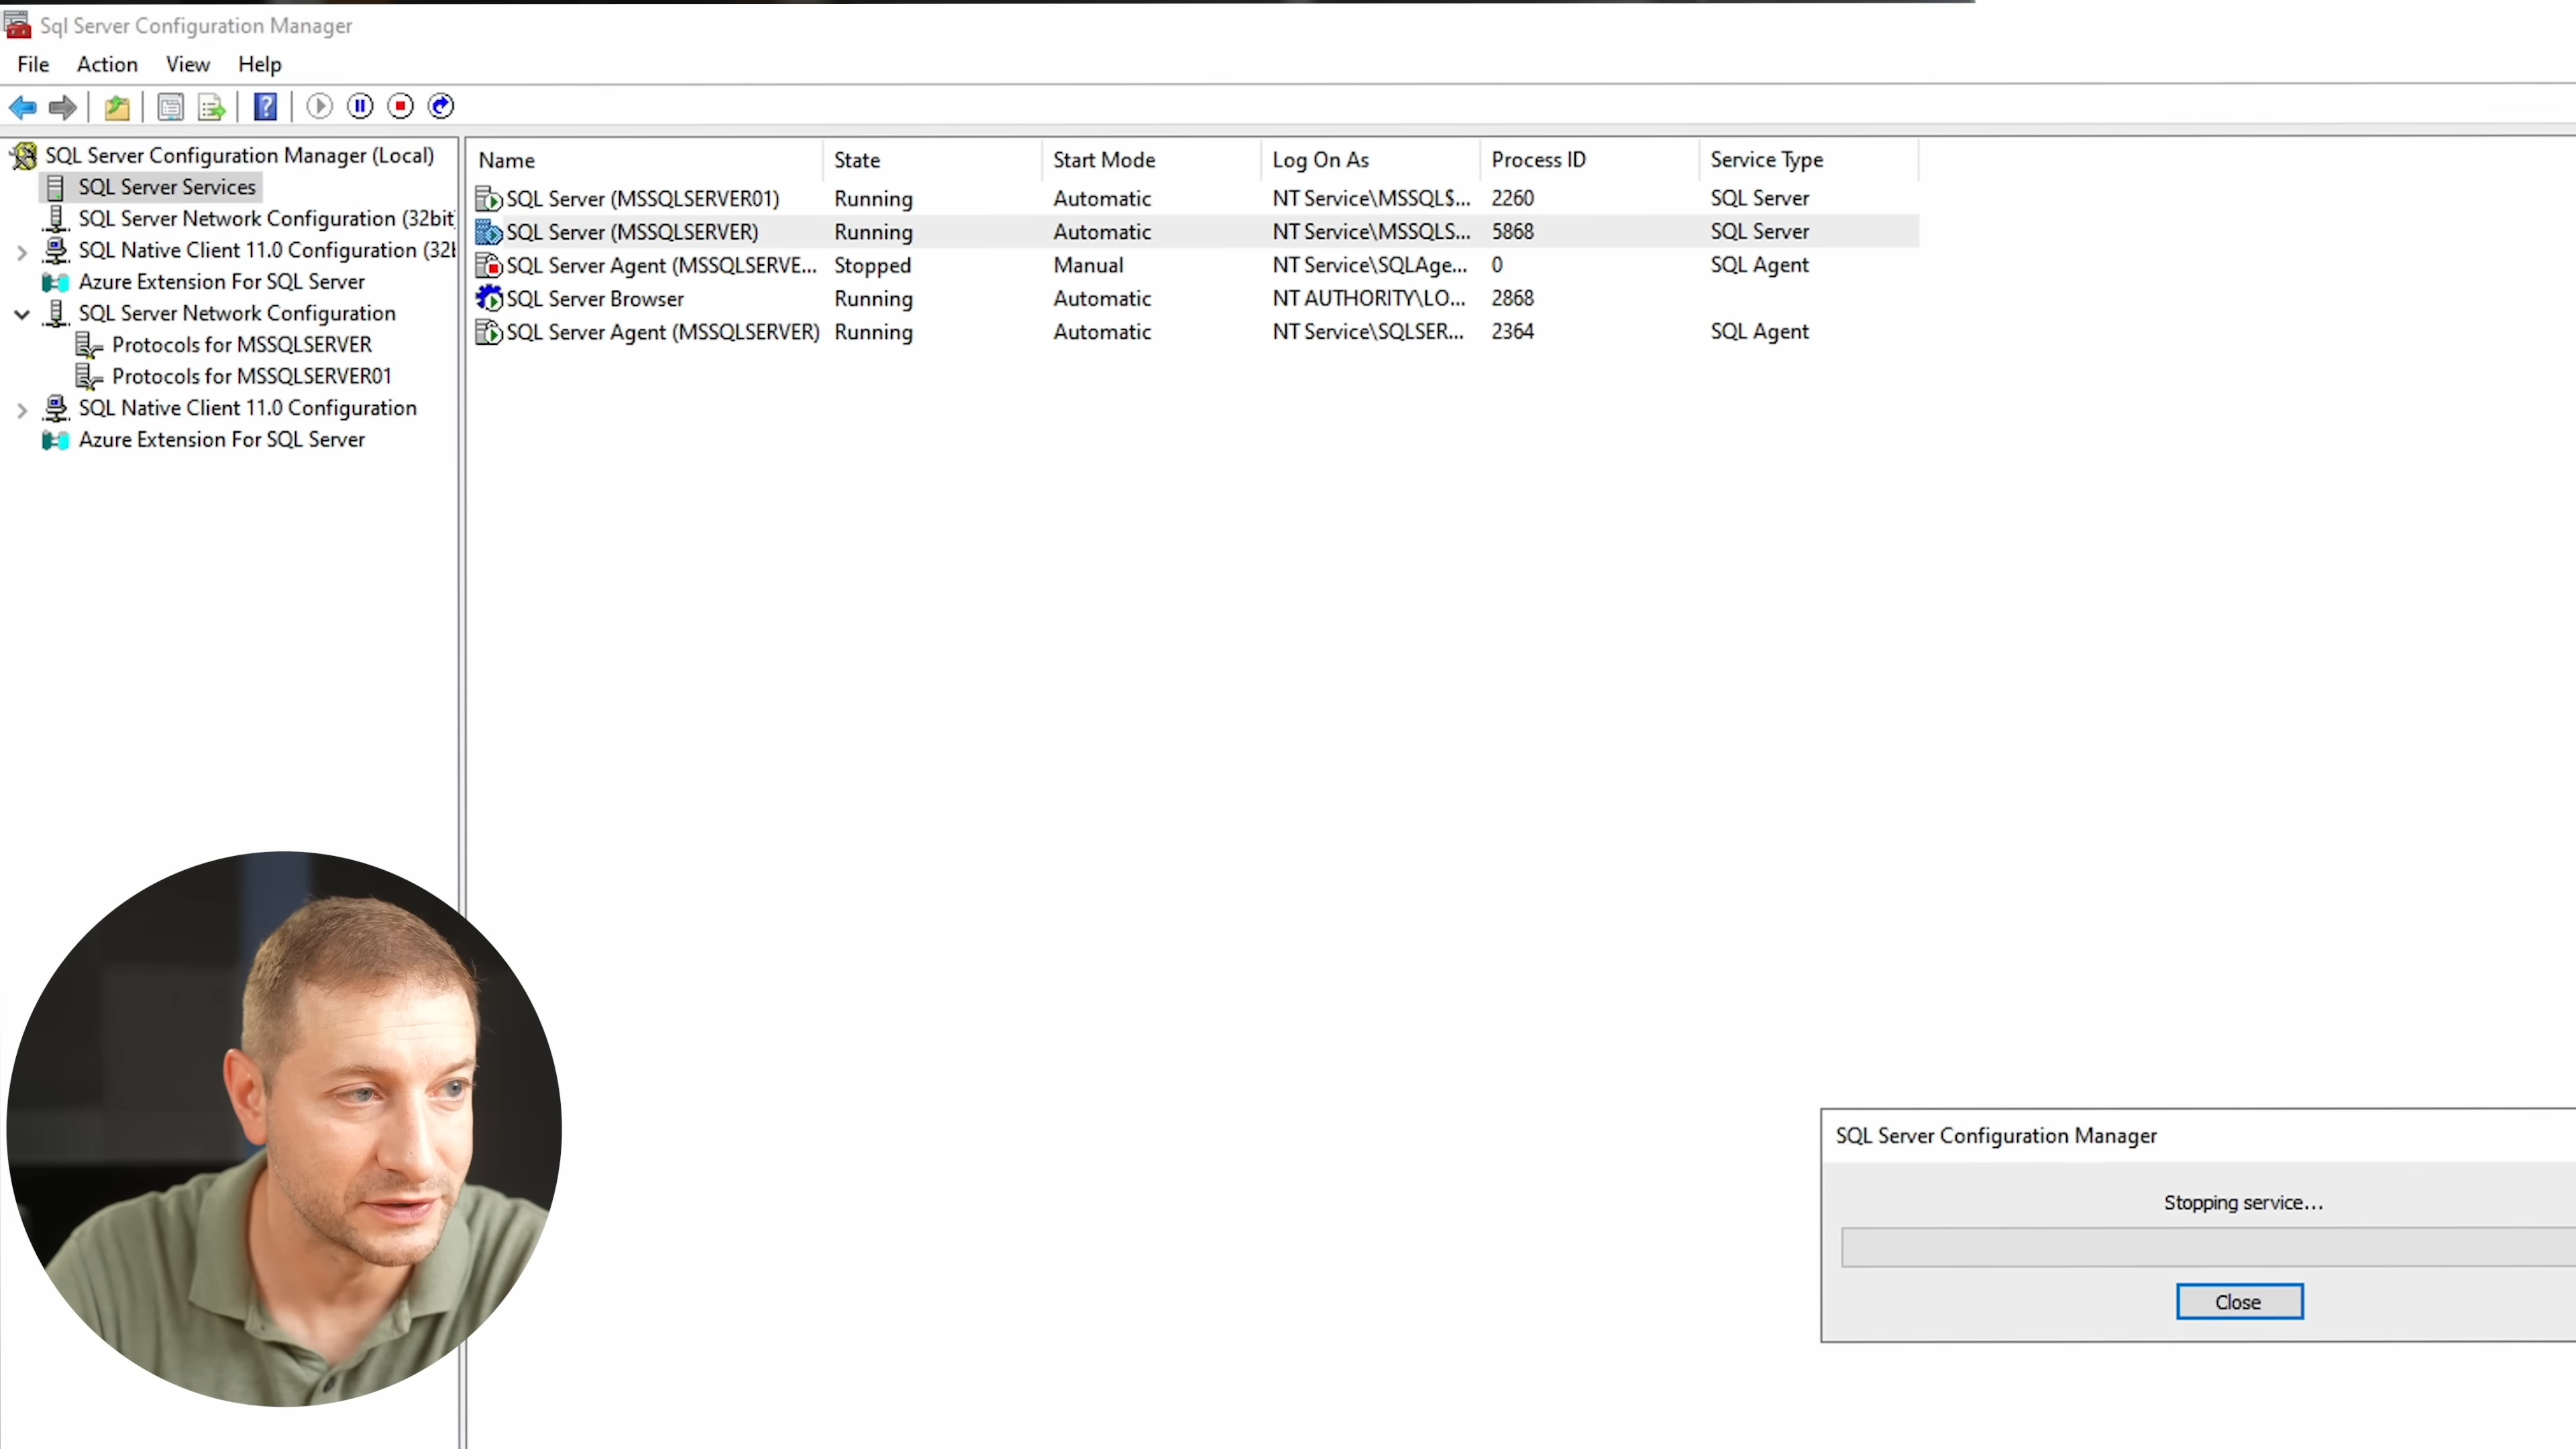 Sql Server Configuration Manager
File Action View Help
SQL Server Configuration Manager (Local)
SQL Server Services
SQL Server Network Configuration (32bit
SQL Native Client 11.0 Configuration (32b
Azure Extension For SQL Server
SQL Server Network Configuration
Protocols for MSSQLSERVER
Protocols for MSSQLSERVER01
SQL Native Client 11.0 Configuration
Azure Extension For SQL Server
Name State Start Mode Log On As Process ID Service Type
SQL Server (MSSQLSERVER01) Running Automatic NT Service\MSSQL$... 2260 SQL Server
SQL Server (MSSQLSERVER) Running Automatic NT Service\MSSQLS... 5868 SQL Server
SQL Server Agent (MSSQLSERVE... Stopped Manual NT Service\SQLAge... 0 SQL Agent
SQL Server Browser Running Automatic NT AUTHORITY\LO... 2868
SQL Server Agent (MSSQLSERVER) Running Automatic NT Service\SQLSER... 2364 SQL Agent
SQL Server Configuration Manager
Stopping service...
Close